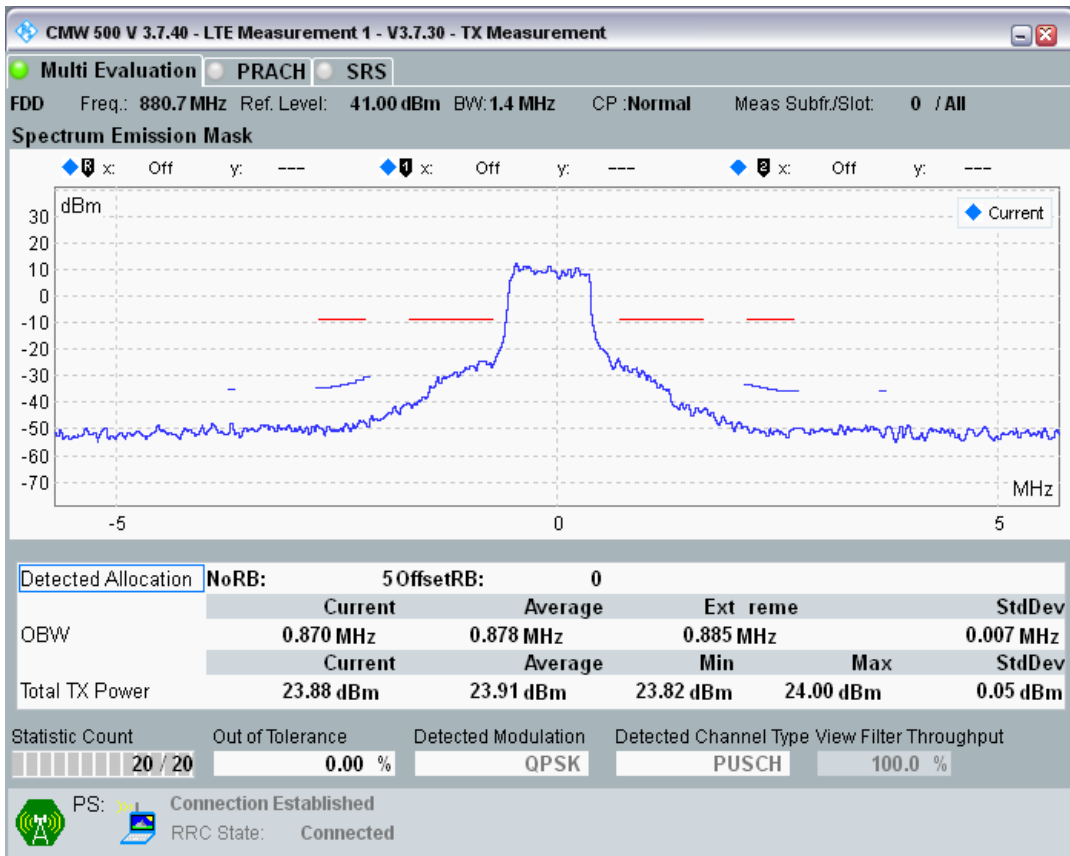 CMW 500 V 3.7.40 - LTE Measurement 1 - V3.7.30 - TX Measurement
Multi Evaluation PRACH SRS
FDD Freq.: 880.7 MHz Ref. Level: 41.00 dBm BW: 1.4 MHz CP :Normal Meas Subfr./Slot: 0 / All
Spectrum Emission Mask
R x: Off y: --- 1 x: Off y: --- 2 x: Off y: ---
dBm
Current
30
20
10
0
-10
-20
-30
-40
-50
-60
-70
MHz
-5 0 5
Detected Allocation NoRB: 5 OffsetRB: 0
Current Average Ext reme StdDev
OBW 0.870 MHz 0.878 MHz 0.885 MHz 0.007 MHz
Current Average Min Max StdDev
Total TX Power 23.88 dBm 23.91 dBm 23.82 dBm 24.00 dBm 0.05 dBm
Statistic Count Out of Tolerance Detected Modulation Detected Channel Type View Filter Throughput
20 / 20 0.00 % QPSK PUSCH 100.0 %
PS: Connection Established
RRC State: Connected